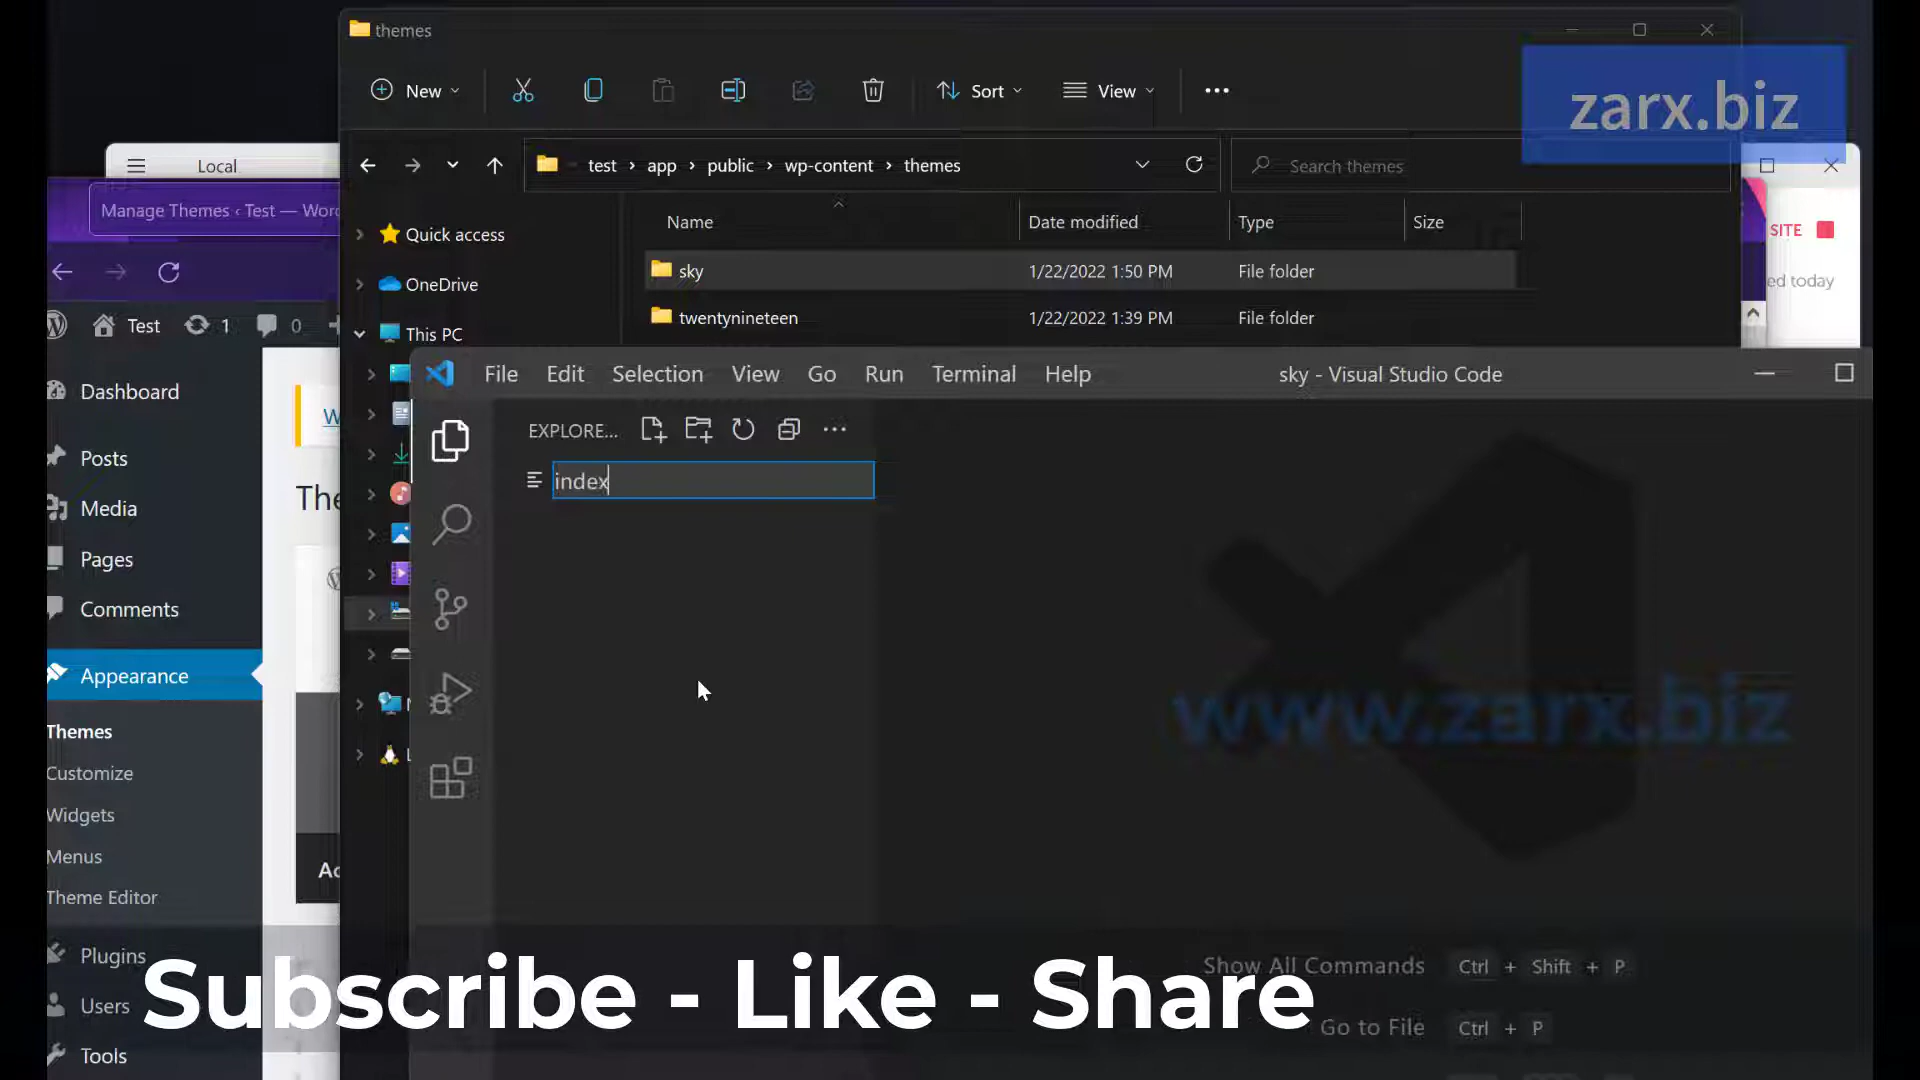 themes
New
Sort
View
zarx.biz
Local
test › app › public › wp-content › themes
Search themes
Manage Themes ‹ Test — Wor
Name
Date modified
Type
Size
Quick access
OneDrive
This PC
sky
1/22/2022 1:50 PM
File folder
twentynineteen
1/22/2022 1:39 PM
File folder
SITE
ed today
Test
1
0
File Edit Selection View Go Run Terminal Help
sky - Visual Studio Code
EXPLORE...
index
Dashboard
Posts
Media
Pages
Comments
Appearance
Themes
Customize
Widgets
Menus
Theme Editor
Plugins
Users
Tools
W
The
Ac
www.zarx.biz
Show All Commands Ctrl + Shift + P
Go to File Ctrl + P
Subscribe - Like - Share